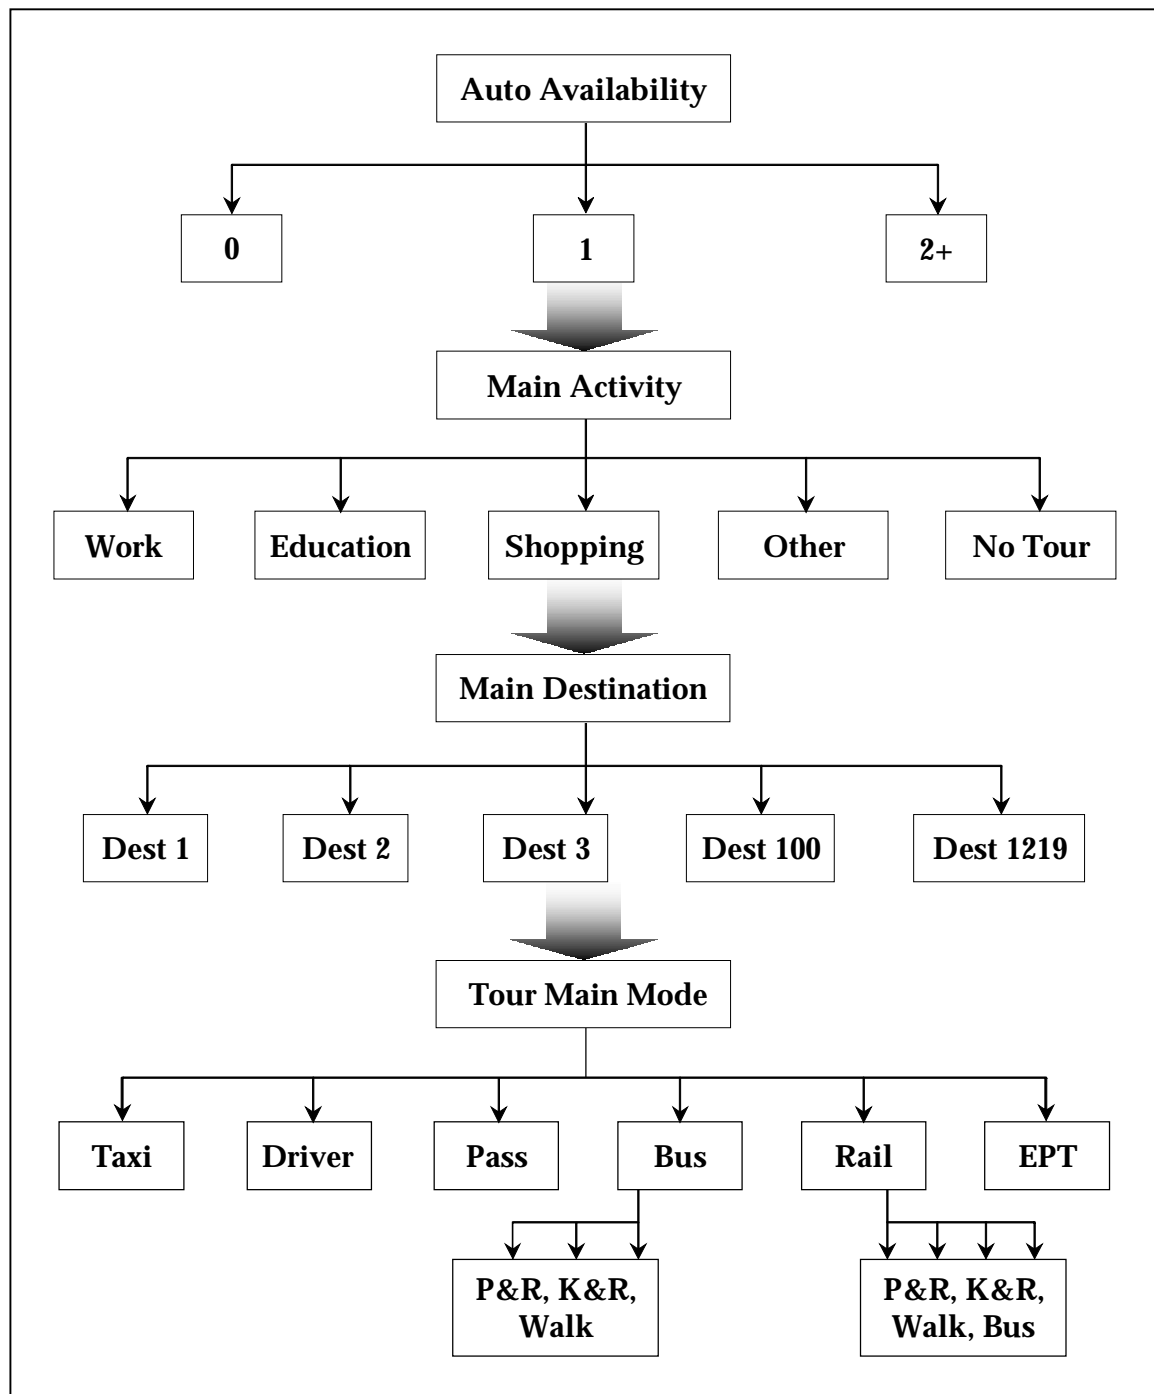 Auto Availability
0
1
2+
Main Activity
Work
Education
Shopping
Other
No Tour
Main Destination
Dest 1
Dest 2
Dest 3
Dest 100
Dest 1219
Tour Main Mode
Taxi
Driver
Pass
Bus
Rail
EPT
P&R, K&R,
Walk
P&R, K&R,
Walk, Bus